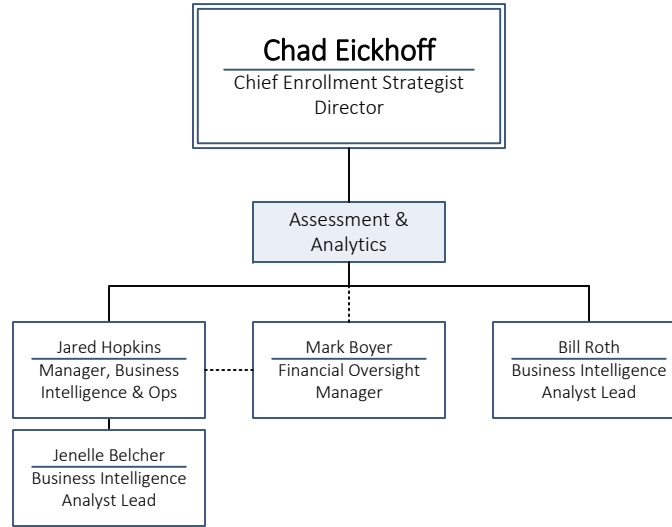 Chad Eickhoff
Chief Enrollment Strategist
Director
Assessment &
Analytics
Jared Hopkins
Manager, Business
Intelligence & Ops
Mark Boyer
Financial Oversight
Manager
Bill Roth
Business Intelligence
Analyst Lead
Jenelle Belcher
Business Intelligence
Analyst Lead